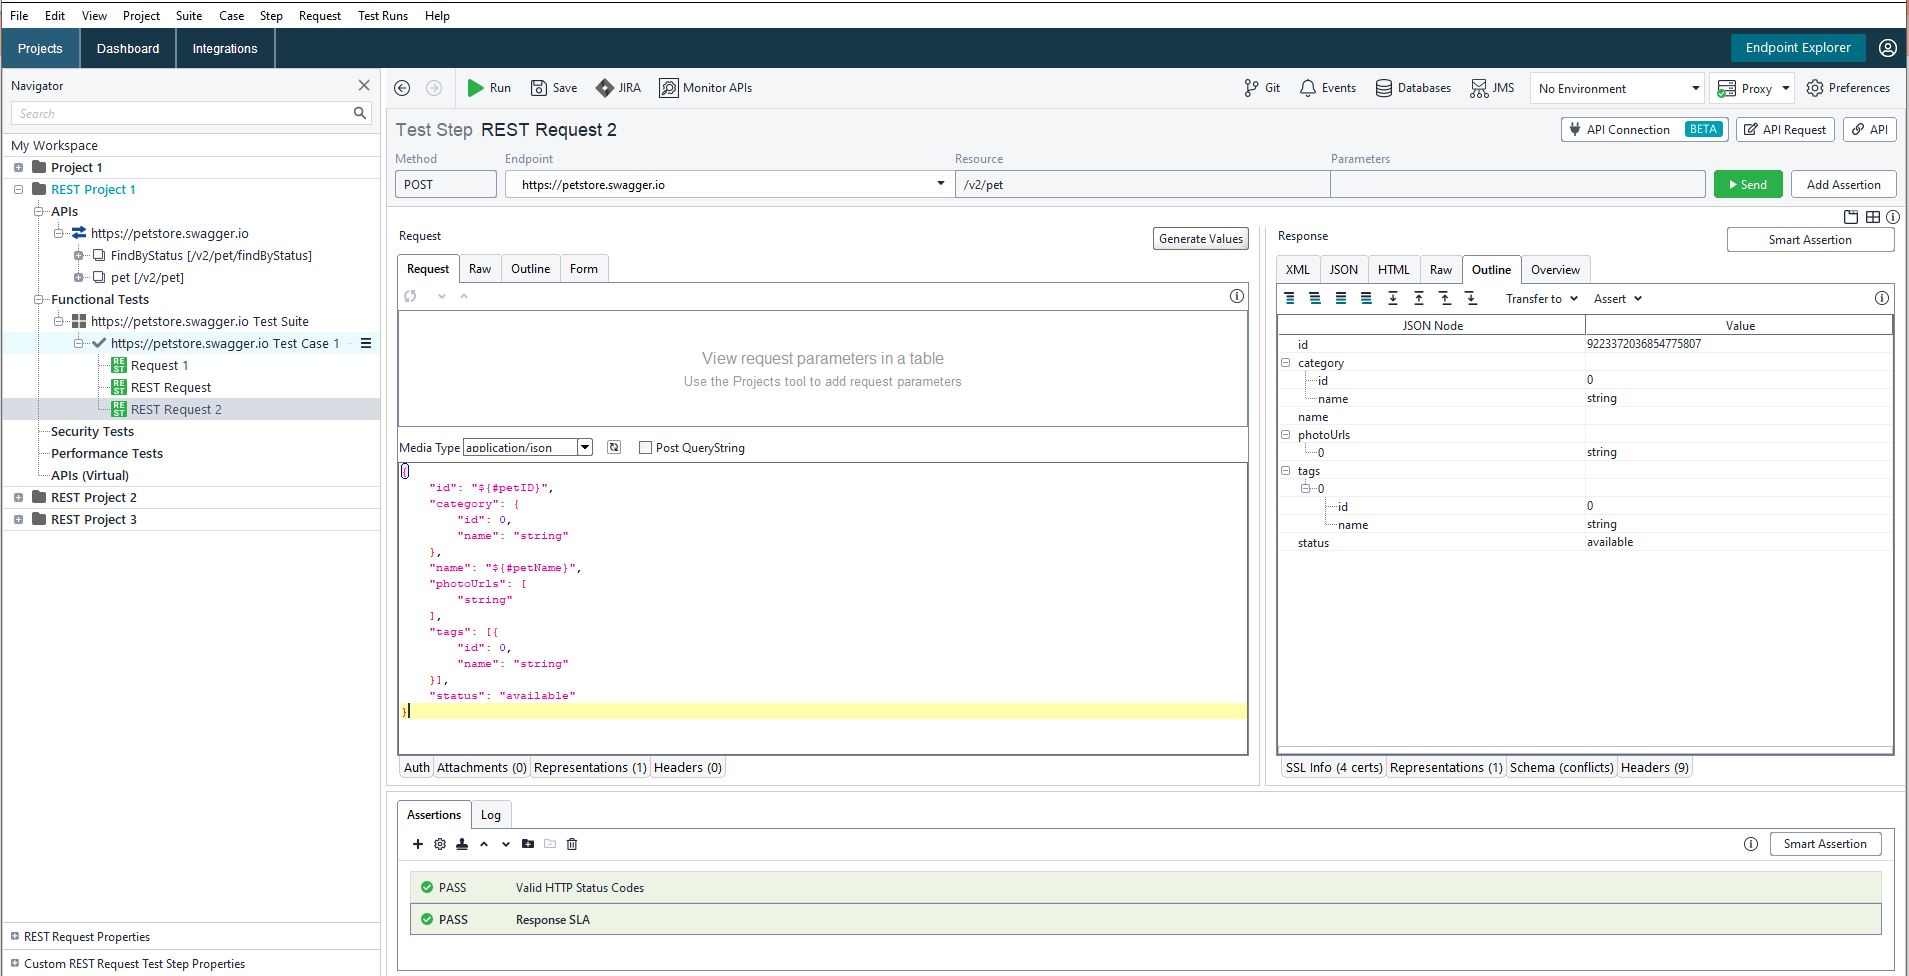 File Edit View Project Suite Case Step Request Test Runs Help
Projects Dashboard Integrations Endpoint Explorer
Navigator
Search
My Workspace
Project 1
REST Project 1
APIs
https://petstore.swagger.io
FindByStatus [/v2/pet/findByStatus]
pet [/v2/pet]
Functional Tests
https://petstore.swagger.io Test Suite
https://petstore.swagger.io Test Case 1
REST Request 1
REST REST Request
REST REST Request 2
Security Tests
Performance Tests
APIs (Virtual)
REST Project 2
REST Project 3
REST Request Properties
Custom REST Request Test Step Properties
Run Save JIRA Monitor APIs Git Events Databases JMS No Environment Proxy Preferences
Test Step REST Request 2 API Connection BETA API Request API
Method Endpoint Resource Parameters
POST https://petstore.swagger.io /v2/pet Send Add Assertion
Request Generate Values
Request Raw Outline Form
View request parameters in a table
Use the Projects tool to add request parameters
Media Type application/json Post QueryString
{
"id": "${#petID}",
"category": {
"id": 0,
"name": "string"
},
"name": "${#petName}",
"photoUrls": [
"string"
],
"tags": [{
"id": 0,
"name": "string"
}],
"status": "available"
}
Auth Attachments (0) Representations (1) Headers (0)
Response Smart Assertion
XML JSON HTML Raw Outline Overview
Transfer to Assert
JSON Node Value
id 9223372036854775807
category
id 0
name string
name
photoUrls
0 string
tags
0
id 0
name string
status available
SSL Info (4 certs) Representations (1) Schema (conflicts) Headers (9)
Assertions Log
Smart Assertion
PASS Valid HTTP Status Codes
PASS Response SLA